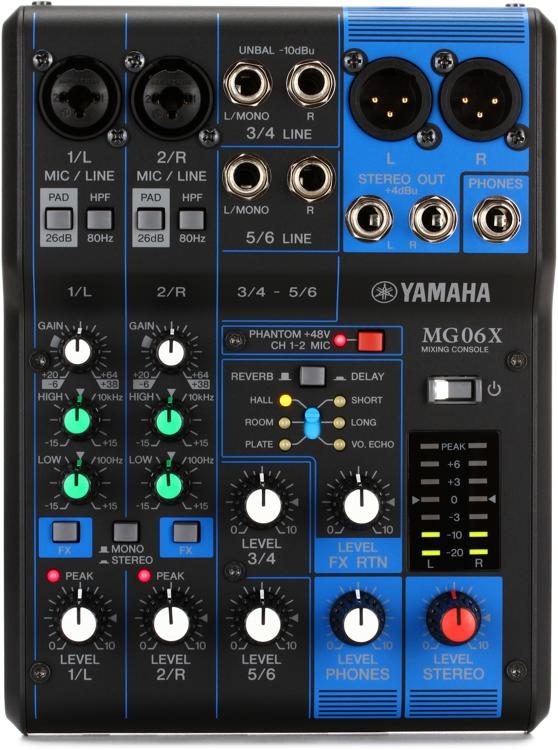 UNBAL -10dBu
L/MONO R
3/4 LINE
L/MONO R
5/6 LINE
1/L
MIC / LINE
PAD HPF
26dB 80Hz
2/R
MIC / LINE
PAD HPF
26dB 80Hz
L R
STEREO OUT
+4dBu
L R
PHONES
1/L
2/R
3/4 - 5/6
YAMAHA
MG06X
MIXING CONSOLE
PHANTOM +48V
CH 1-2 MIC
REVERB DELAY
HALL SHORT
ROOM LONG
PLATE VO. ECHO
GAIN
+20 +64
-6 +38
HIGH 10kHz
-15 +15
LOW 100Hz
-15 +15
FX
GAIN
+20 +64
-6 +38
HIGH 10kHz
-15 +15
LOW 100Hz
-15 +15
FX
MONO
STEREO
0 10
LEVEL
3/4
0 10
LEVEL
FX RTN
PEAK
+6
+3
0
-3
-10
-20
L R
PEAK
0 10
LEVEL
1/L
PEAK
0 10
LEVEL
2/R
0 10
LEVEL
5/6
0 10
LEVEL
PHONES
0 10
LEVEL
STEREO